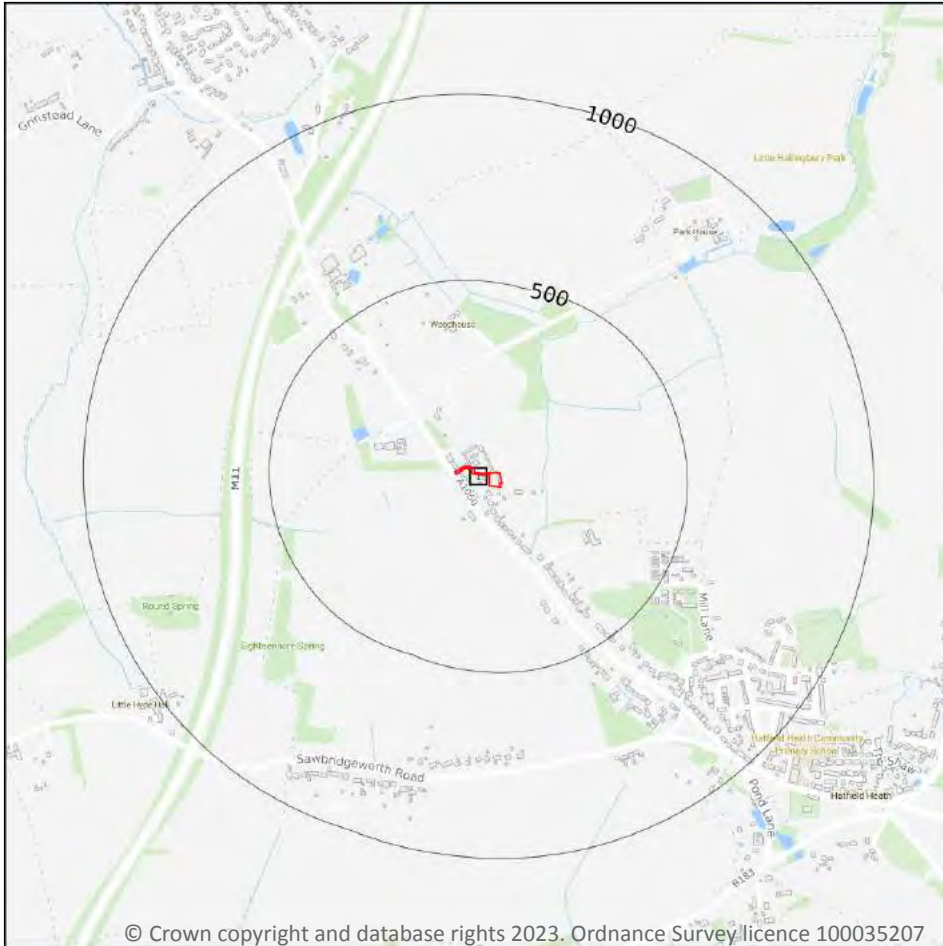 Grinstead Lane
1000
Little Hallingbury Park
Park House
500
Woodhouse
M11
A1060
1
Round Spring
Eighteenacre Spring
Mill Lane
Little Hyde Hall
Hatfield Heath Community
Primary School
Sawbridgeworth Road
Hatfield Heath
Pond Lane
B183
© Crown copyright and database rights 2023. Ordnance Survey licence 100035207